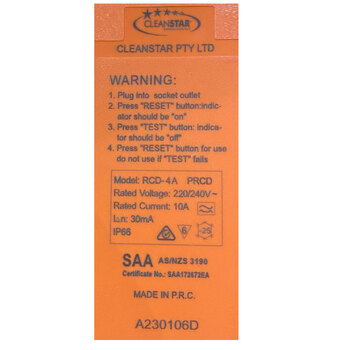 CLEANSTAR
CLEANSTAR PTY LTD
WARNING:
1. Plug into socket outlet
2. Press "RESET" button:indic-
ator should be "on"
3. Press "TEST" button: indica-
tor should be "off"
4. Press "RESET" button for use
do not use if "TEST" fails
Model: RCD-4A PRCD
Rated Voltage: 220/240V~
Rated Current: 10A
I△n: 30mA
IP66 6 -25
SAA AS/NZS 3190
Certificate No.: SAA172672EA
MADE IN P.R.C.
A230106D